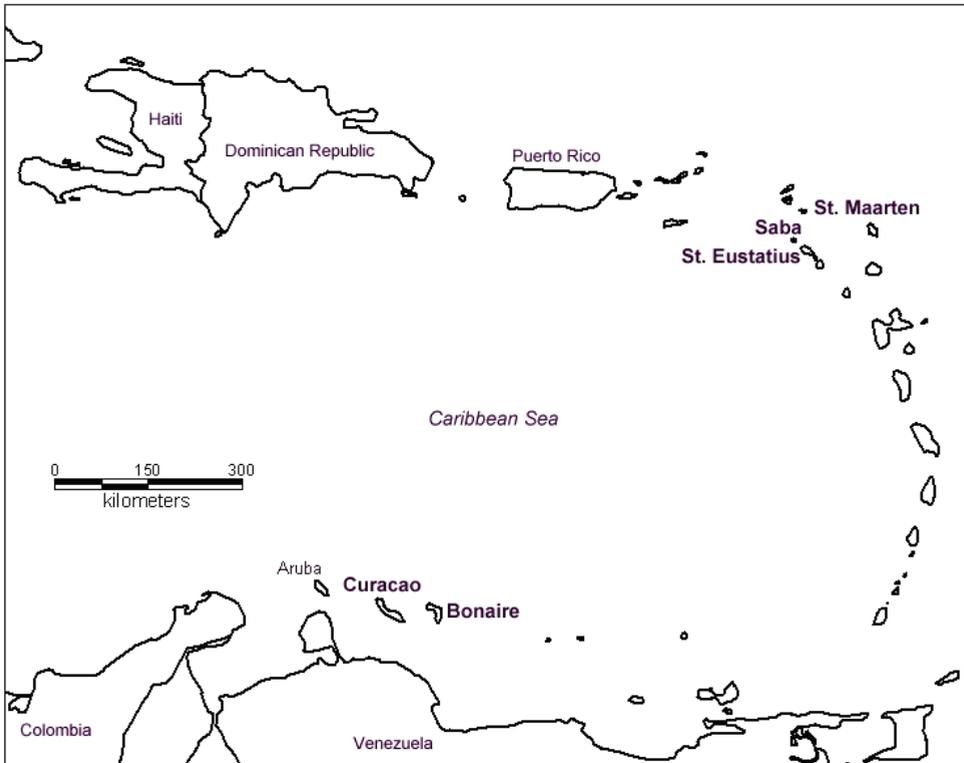 Haiti
Dominican Republic
Puerto Rico
St. Maarten
Saba
St. Eustatius
Caribbean Sea
0 150 300
kilometers
Aruba
Curacao
Bonaire
Colombia
Venezuela